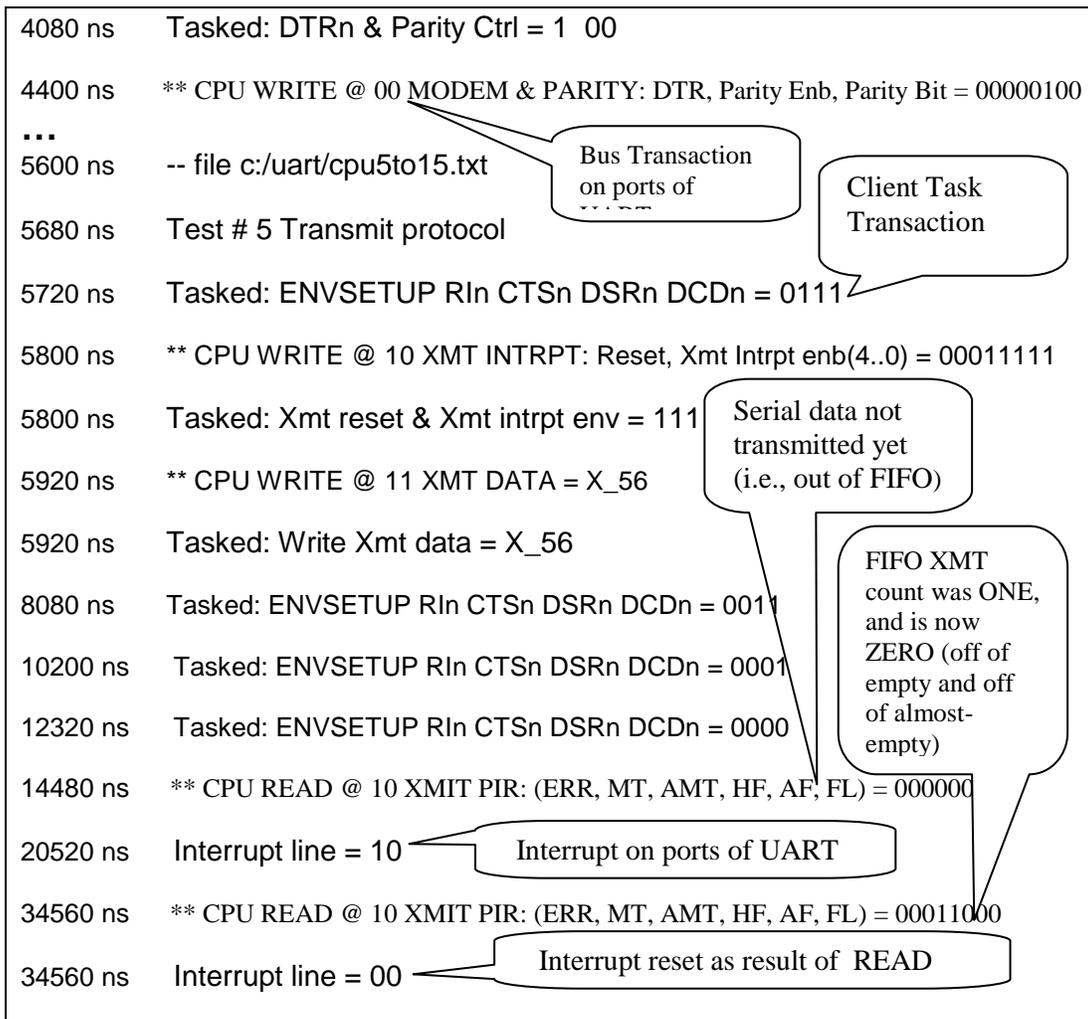 4080 ns Tasked: DTRn & Parity Ctrl = 1 00
4400 ns ** CPU WRITE @ 00 MODEM & PARITY: DTR, Parity Enb, Parity Bit = 00000100
...
5600 ns -- file c:/uart/cpu5to15.txt
Bus Transaction
on ports of
Client Task
Transaction
5680 ns Test # 5 Transmit protocol
5720 ns Tasked: ENVSETUP RIn CTSn DSRn DCDn = 0111
5800 ns ** CPU WRITE @ 10 XMT INTRPT: Reset, Xmt Intrpt enb(4..0) = 00011111
5800 ns Tasked: Xmt reset & Xmt intrpt env = 111
Serial data not
transmitted yet
(i.e., out of FIFO)
5920 ns ** CPU WRITE @ 11 XMT DATA = X_56
5920 ns Tasked: Write Xmt data = X_56
FIFO XMT
count was ONE,
and is now
ZERO (off of
empty and off
of almost-
empty)
8080 ns Tasked: ENVSETUP RIn CTSn DSRn DCDn = 0011
10200 ns Tasked: ENVSETUP RIn CTSn DSRn DCDn = 0001
12320 ns Tasked: ENVSETUP RIn CTSn DSRn DCDn = 0000
14480 ns ** CPU READ @ 10 XMIT PIR: (ERR, MT, AMT, HF, AF, FL) = 000000
20520 ns Interrupt line = 10
Interrupt on ports of UART
34560 ns ** CPU READ @ 10 XMIT PIR: (ERR, MT, AMT, HF, AF, FL) = 00011000
34560 ns Interrupt line = 00
Interrupt reset as result of READ